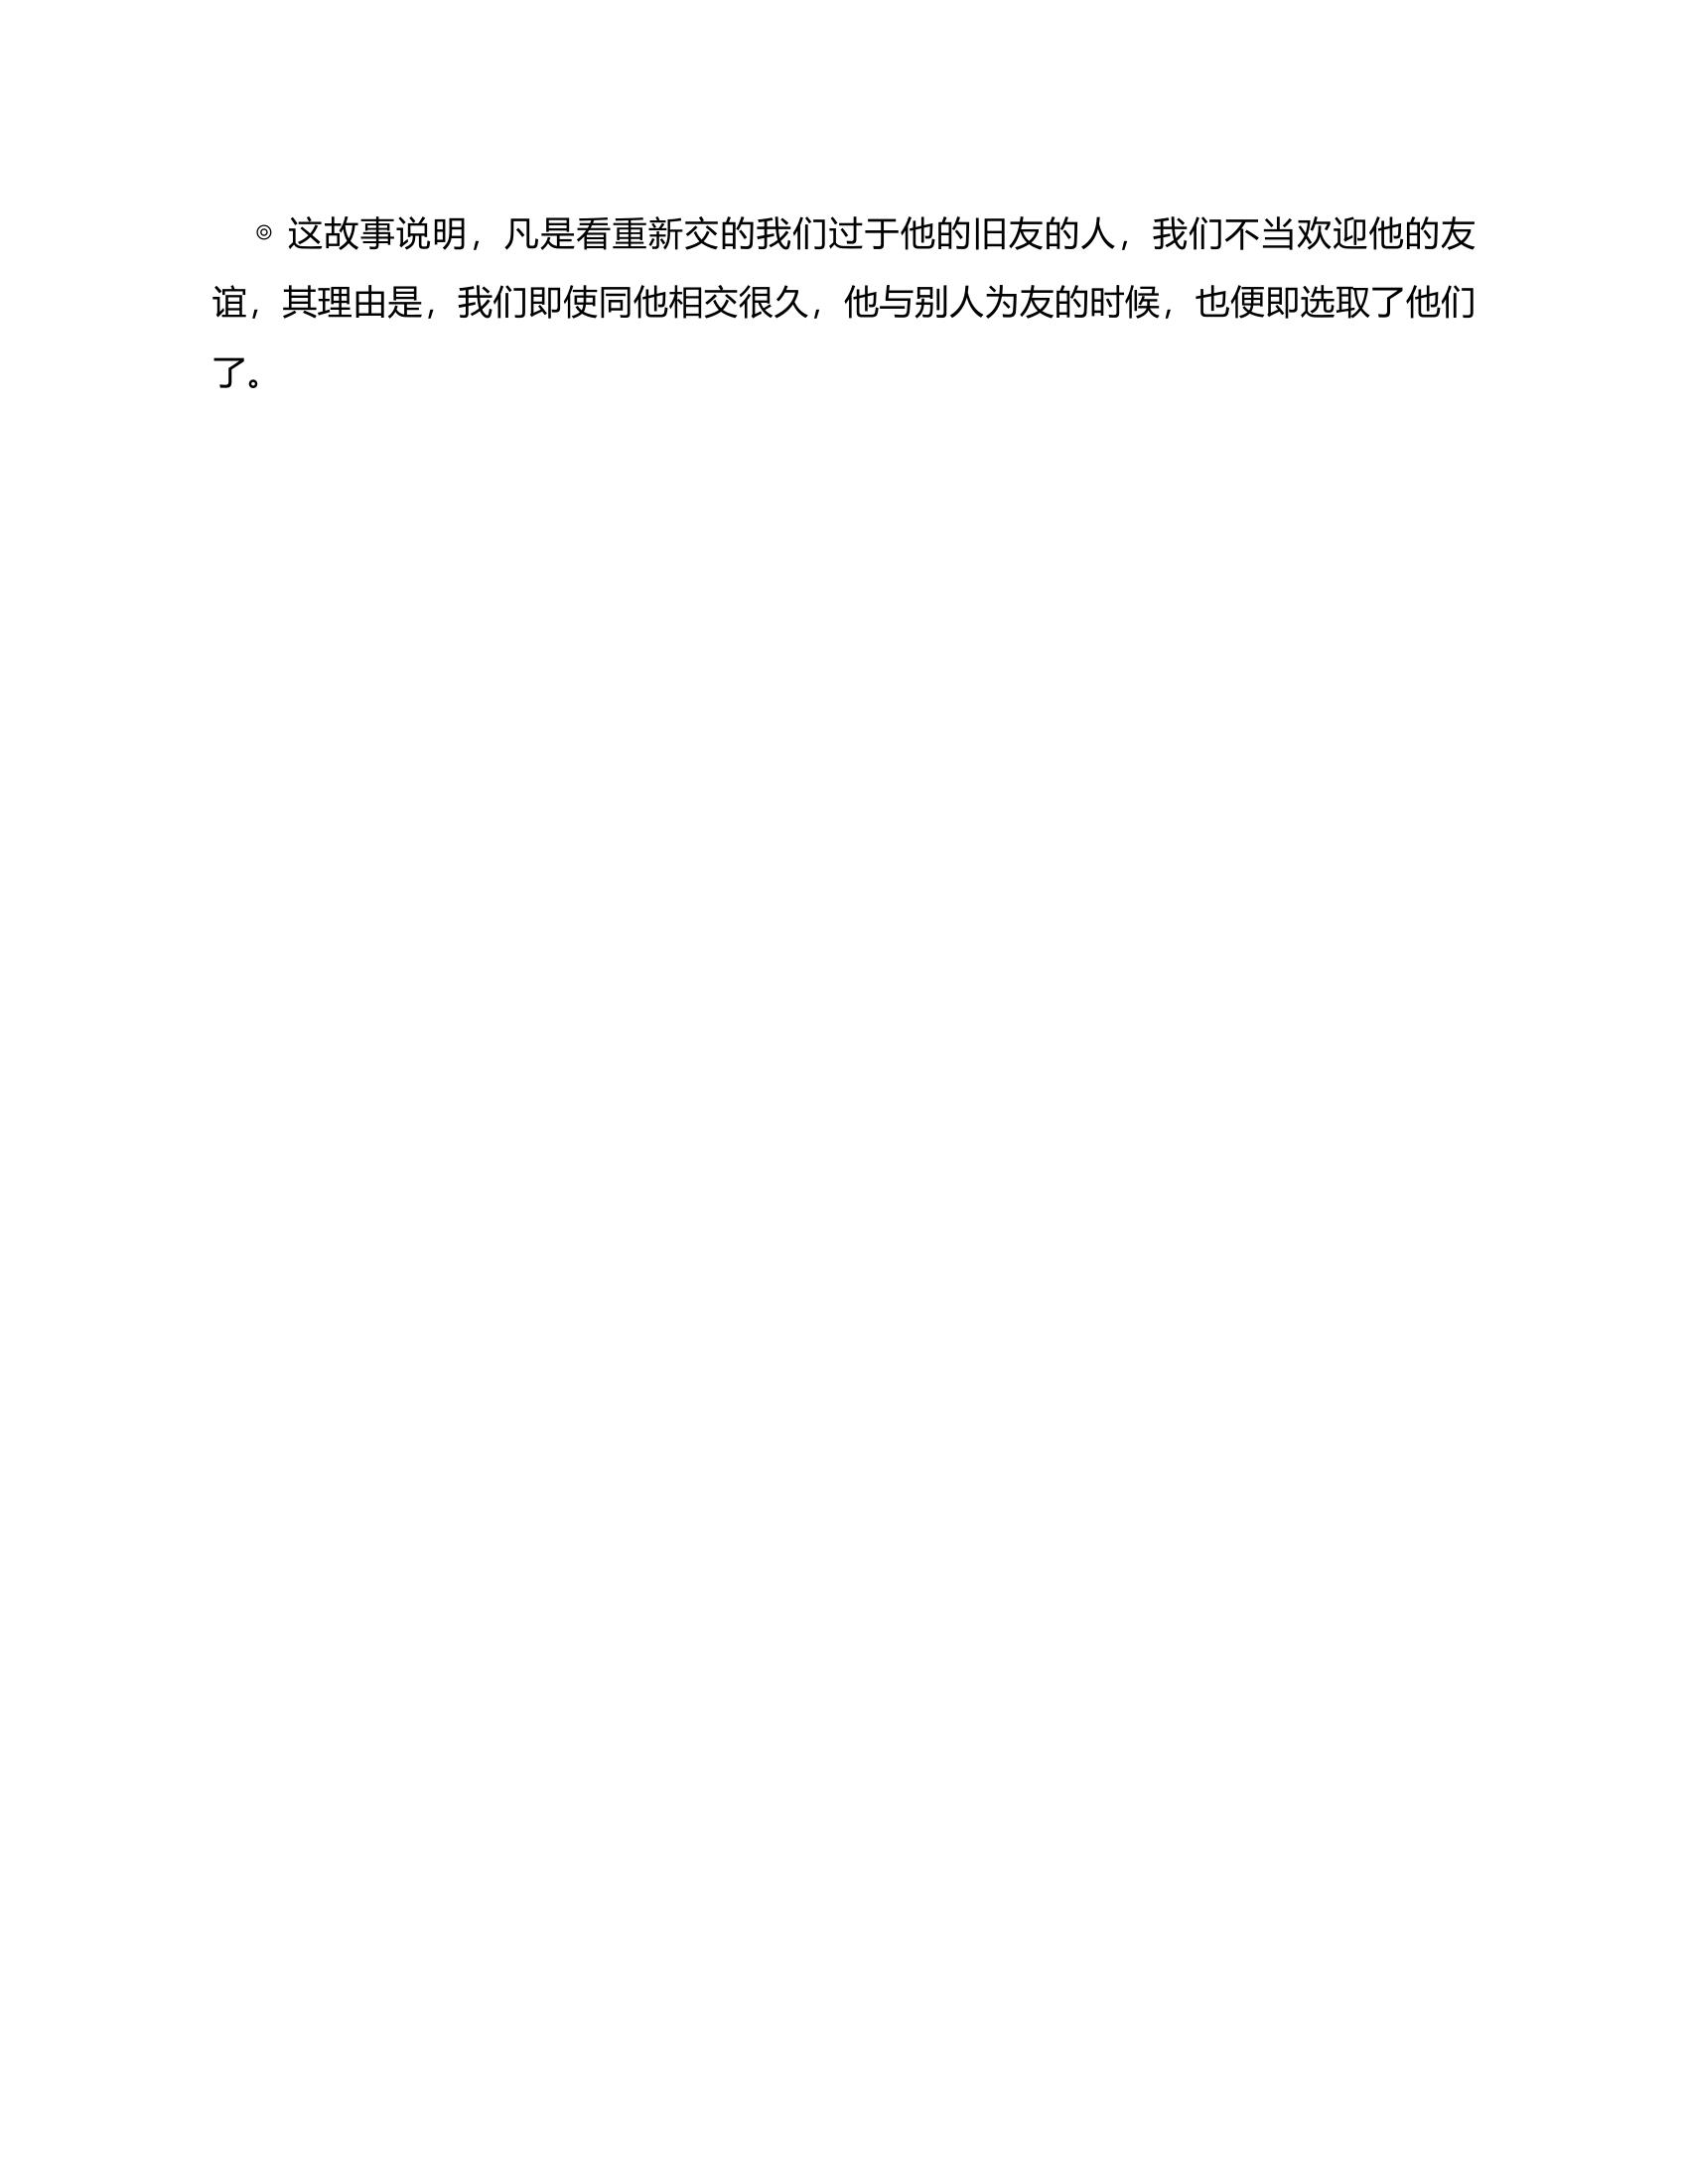 ◎ 这故事说明，凡是看重新交的我们过于他的旧友的人，我们不当欢迎他的友
谊，其理由是，我们即使同他相交很久，他与别人为友的时候，也便即选取了他们
了。